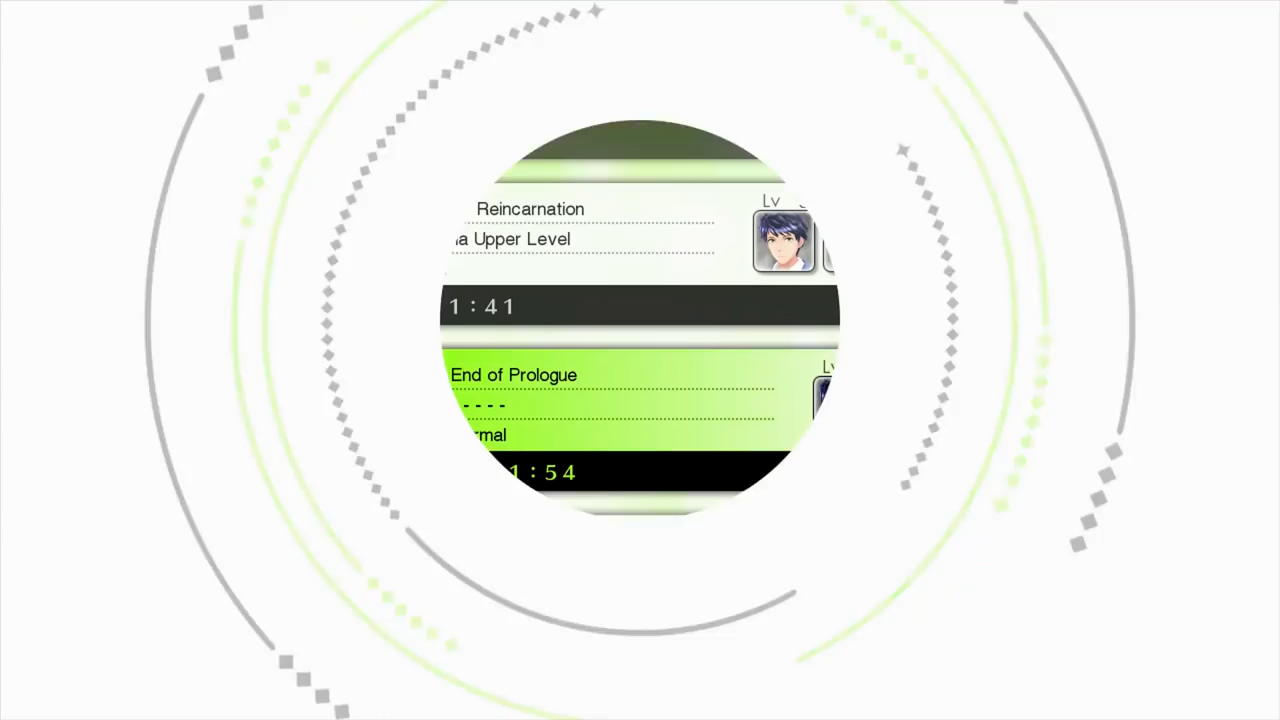 Lv
Reincarnation
a Upper Level
1:41
Lv
End of Prologue
- - - -
rmal
1:54